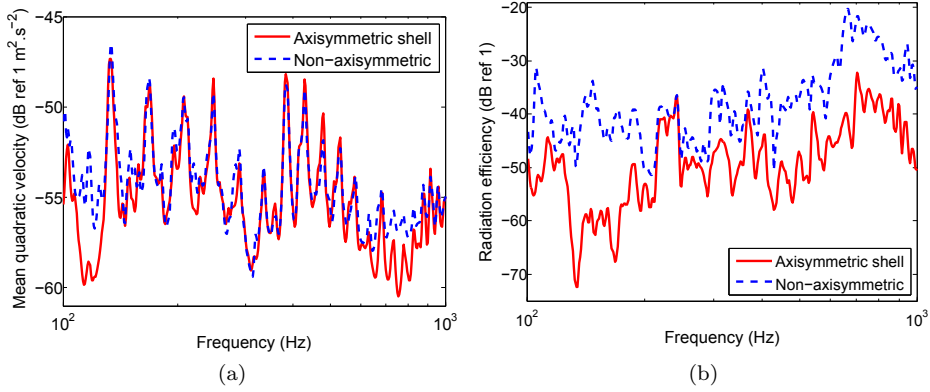 −45
−50
−55
−60
Mean quadratic velocity (dB ref 1 m².s⁻²)
Axisymmetric shell
Non−axisymmetric
10² 200 10³
Frequency (Hz)
(a)
−20
−30
−40
−50
−60
−70
Radiation efficiency (dB ref 1)
Axisymmetric shell
Non−axisymmetric
10² 200 10³
Frequency (Hz)
(b)